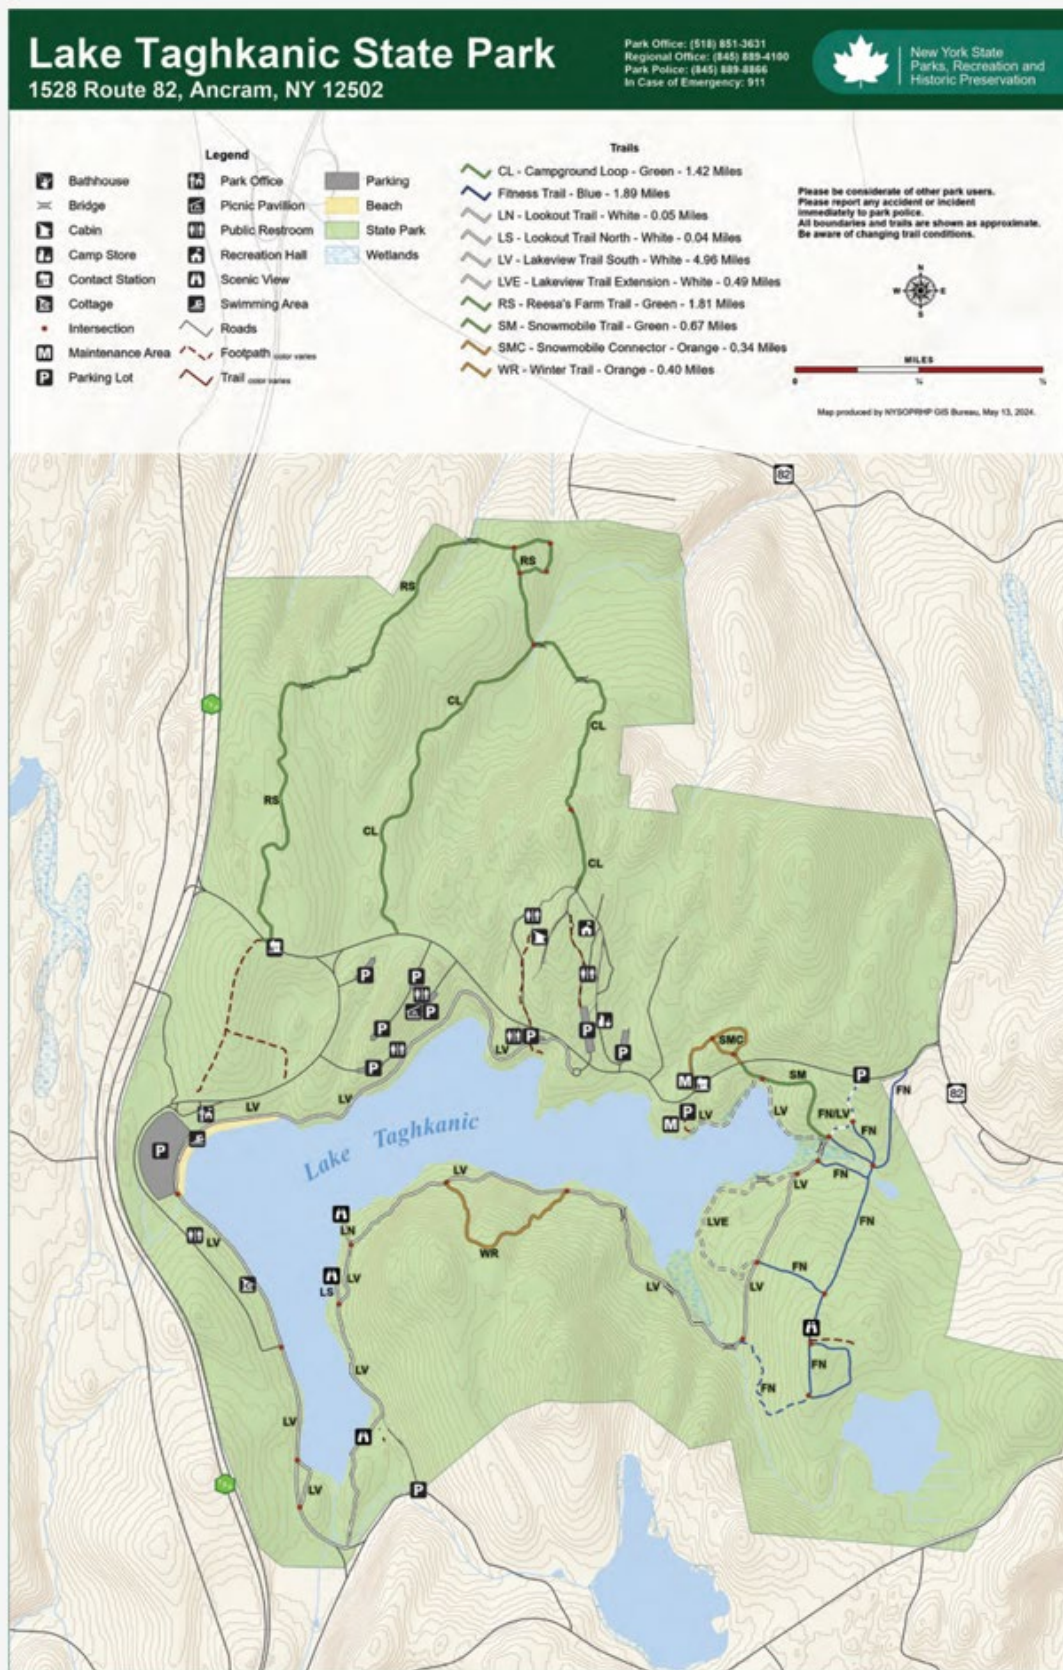 Lake Taghkanic State Park
1528 Route 82, Ancram, NY 12502
Park Office: (518) 851-3631
Regional Office: (845) 889-4100
Park Police: (845) 889-8866
In Case of Emergency: 911
New York State
Parks, Recreation and
Historic Preservation
Legend
Bathhouse
Bridge
Cabin
Camp Store
Contact Station
Cottage
Intersection
M Maintenance Area
P Parking Lot
Park Office
Picnic Pavillion
Public Restroom
Recreation Hall
Scenic View
Swimming Area
Roads
Footpath color varies
Trail color varies
Parking
Beach
State Park
Wetlands
Trails
CL - Campground Loop - Green - 1.42 Miles
Fitness Trail - Blue - 1.89 Miles
LN - Lookout Trail - White - 0.05 Miles
LS - Lookout Trail North - White - 0.04 Miles
LV - Lakeview Trail South - White - 4.96 Miles
LVE - Lakeview Trail Extension - White - 0.49 Miles
RS - Reesa's Farm Trail - Green - 1.81 Miles
SM - Snowmobile Trail - Green - 0.67 Miles
SMC - Snowmobile Connector - Orange - 0.34 Miles
WR - Winter Trail - Orange - 0.40 Miles
Please be considerate of other park users.
Please report any accident or incident
immediately to park police.
All boundaries and trails are shown as approximate.
Be aware of changing trail conditions.
N
W E
S
MILES
0
Map produced by NYSOPRHP GIS Bureau, May 13, 2024.
82
RS
RS
CL
CL
RS
CL
CL
P
P
P
P
P
P
P
P
LV
SMC
SM
P
FN
82
M
M
P
LV
LV
FN/LV
FN
LV
LV
Lake Taghkanic
P
LV
FN
LV
LN
LVE
FN
LV
WR
LV
LS
FN
LV
LV
LV
FN
FN
LV
LV
P